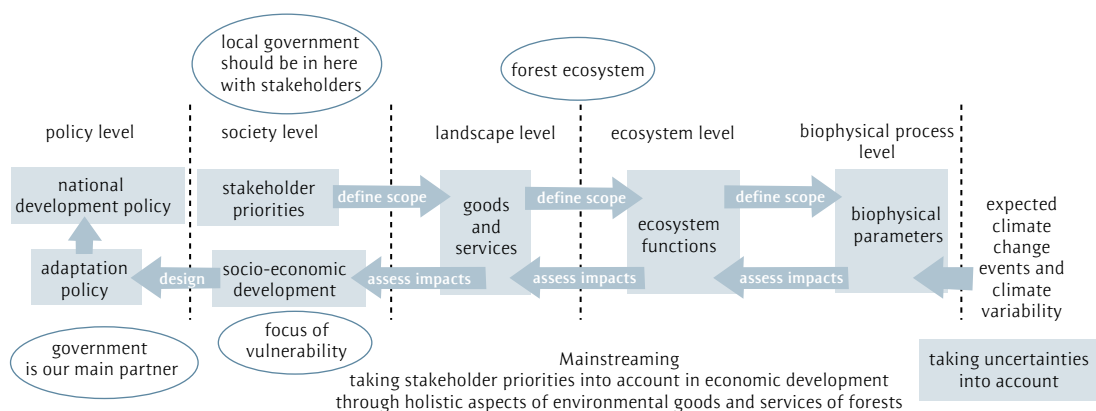 local government
should be in here
with stakeholders
forest ecosystem
policy level
society level
landscape level
ecosystem level
biophysical process
level
national
development policy
stakeholder
priorities
define scope
goods
and
services
define scope
ecosystem
functions
define scope
biophysical
parameters
expected
climate
change
events and
climate
variability
adaptation
policy
design
socio-economic
development
assess impacts
assess impacts
assess impacts
government
is our main partner
focus of
vulnerability
Mainstreaming
taking stakeholder priorities into account in economic development
through holistic aspects of environmental goods and services of forests
taking uncertainties
into account